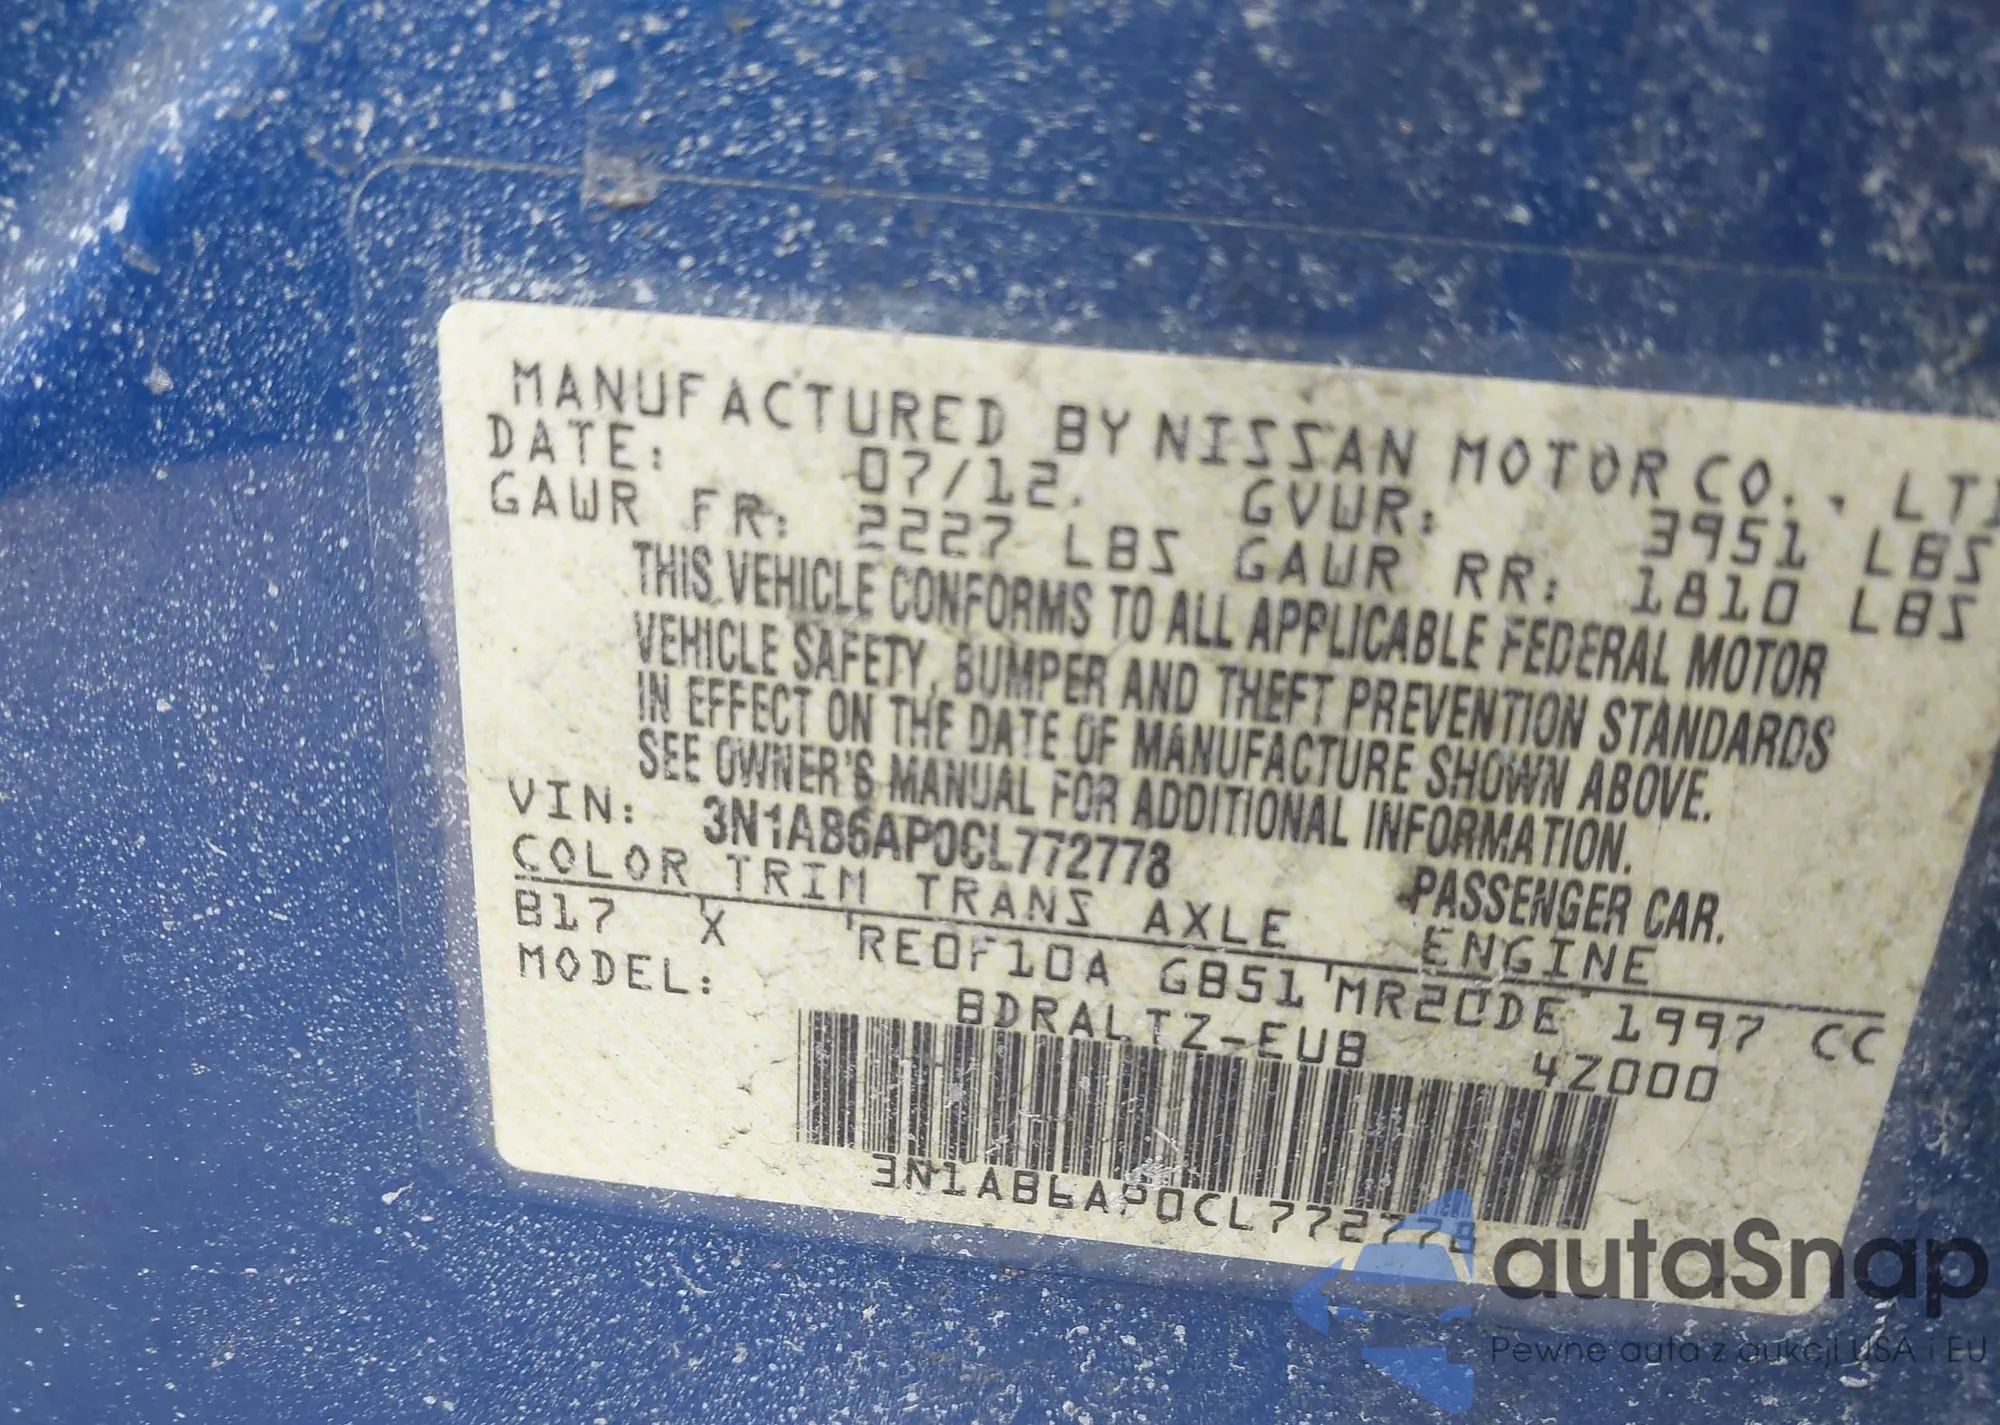 MANUFACTURED BY NISSAN MOTOR CO., LT
DATE: 07/12. GVWR: 3951 LBS
GAWR FR: 2227 LBS GAWR RR: 1810 LBS
THIS VEHICLE CONFORMS TO ALL APPLICABLE FEDERAL MOTOR
VEHICLE SAFETY, BUMPER AND THEFT PREVENTION STANDARDS
IN EFFECT ON THE DATE OF MANUFACTURE SHOWN ABOVE.
SEE OWNER'S MANUAL FOR ADDITIONAL INFORMATION.
VIN: 3N1AB6AP0CL772778 PASSENGER CAR.
COLOR TRIM TRANS AXLE ENGINE
B17 X RE0F10A GB51 MR20DE 1997 CC
MODEL: BDRALTZ-EUB 4Z000
3N1AB6AP0CL772778
autaSnap
Pewne auta z aukcji USA i EU